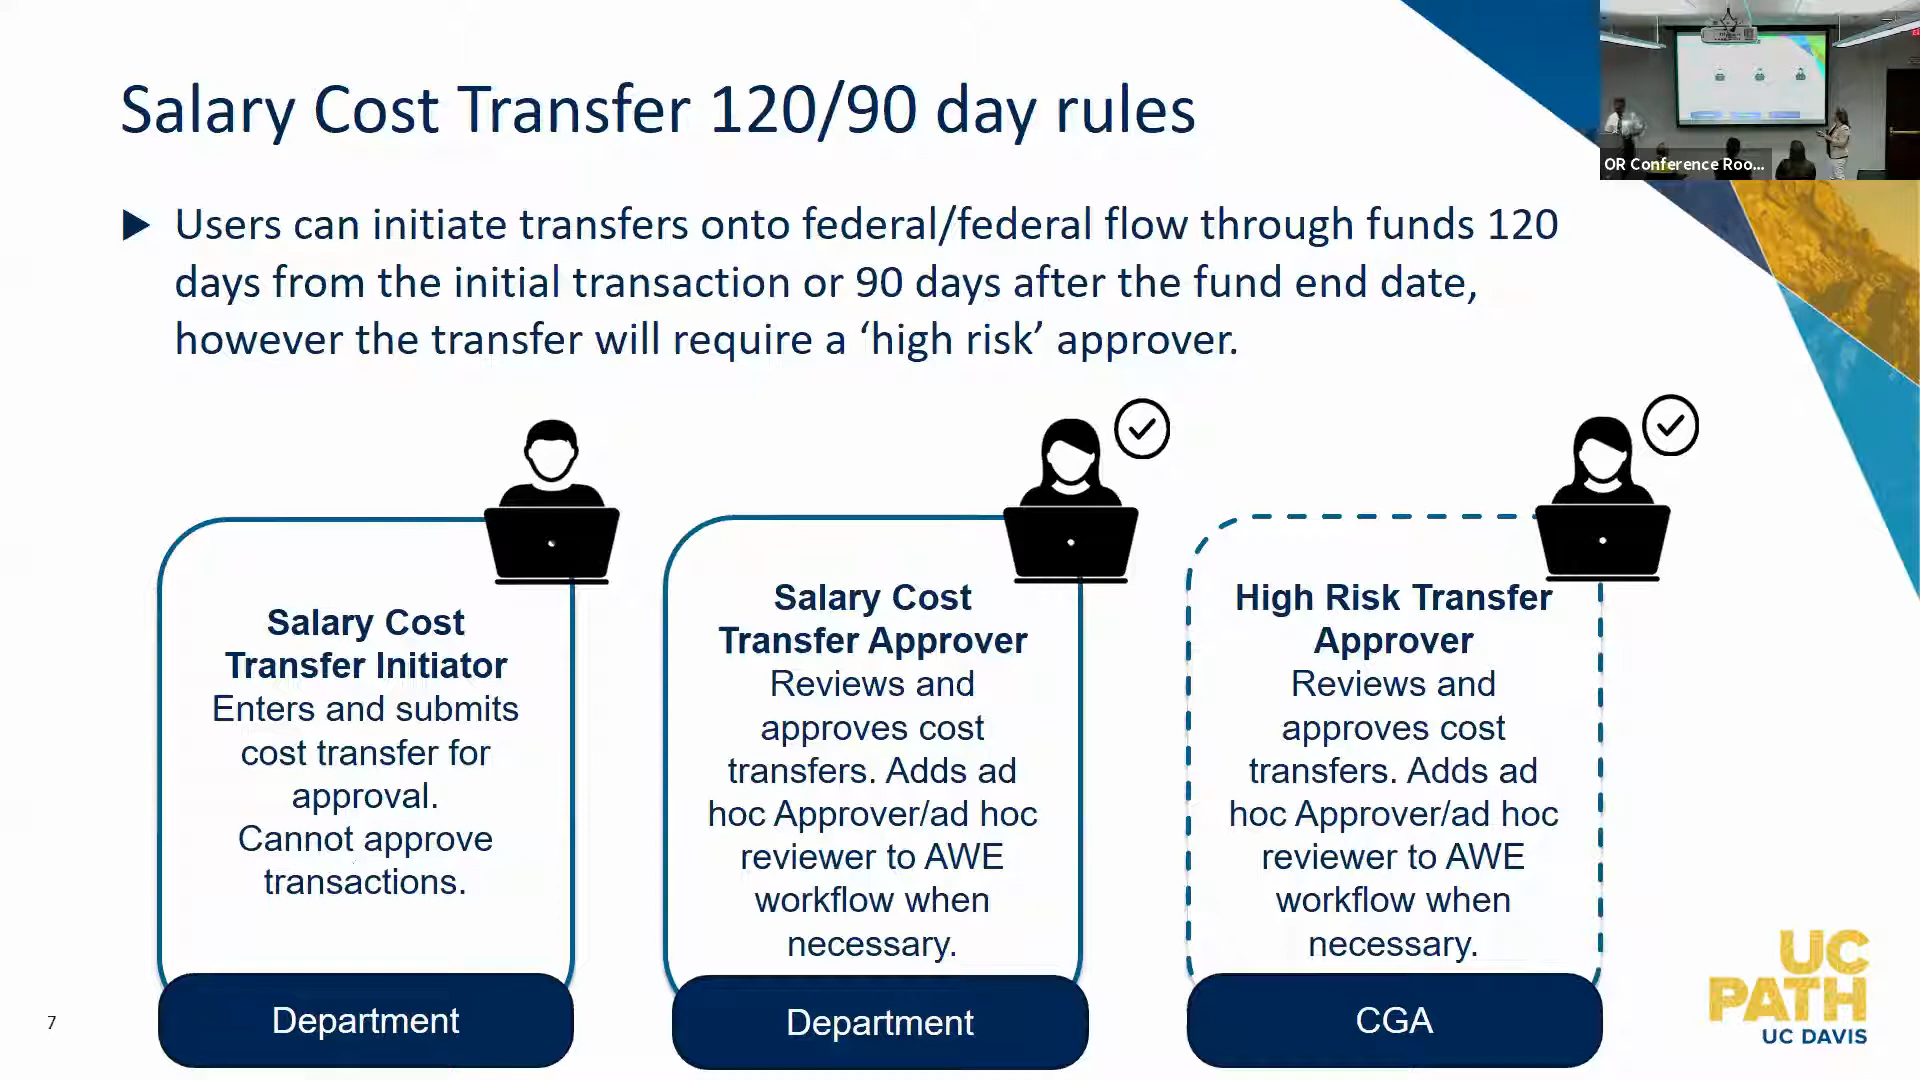 OR Conference Roo...
Salary Cost Transfer 120/90 day rules
Users can initiate transfers onto federal/federal flow through funds 120
days from the initial transaction or 90 days after the fund end date,
however the transfer will require a ‘high risk’ approver.
Salary Cost
Transfer Initiator
Enters and submits
cost transfer for
approval.
Cannot approve
transactions.
Department
Salary Cost
Transfer Approver
Reviews and
approves cost
transfers. Adds ad
hoc Approver/ad hoc
reviewer to AWE
workflow when
necessary.
Department
High Risk Transfer
Approver
Reviews and
approves cost
transfers. Adds ad
hoc Approver/ad hoc
reviewer to AWE
workflow when
necessary.
CGA
7
UC
PATH
UC DAVIS